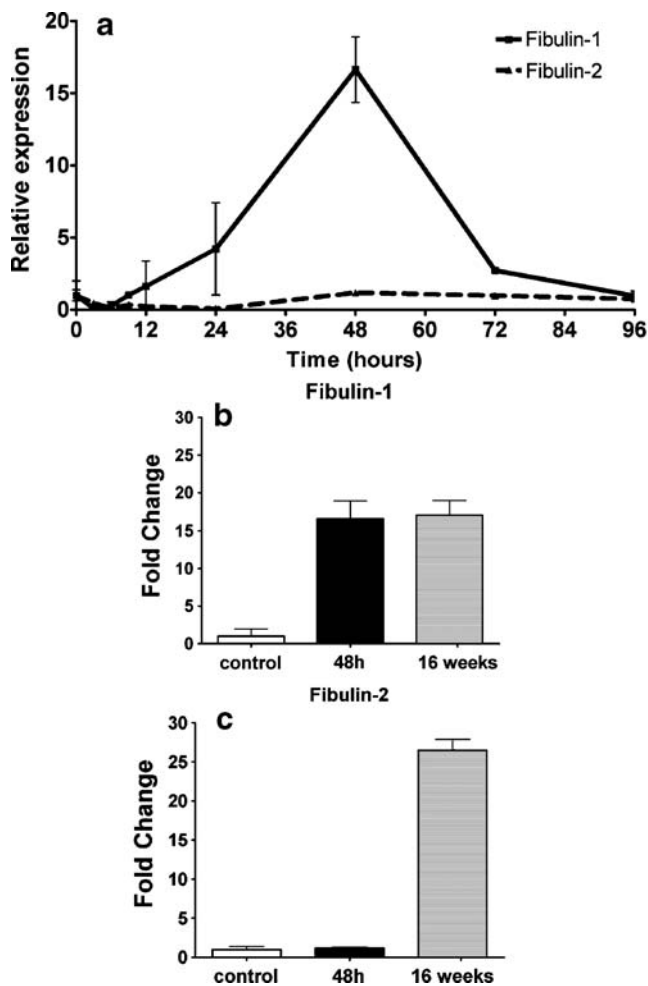 a
Fibulin-1
Fibulin-2
Relative expression
20
15
10
5
0
0 12 24 36 48 60 72 84 96
Time (hours)
Fibulin-1
b
Fold Change
30
25
20
15
10
5
0
control 48h 16 weeks
Fibulin-2
c
Fold Change
30
25
20
15
10
5
0
control 48h 16 weeks